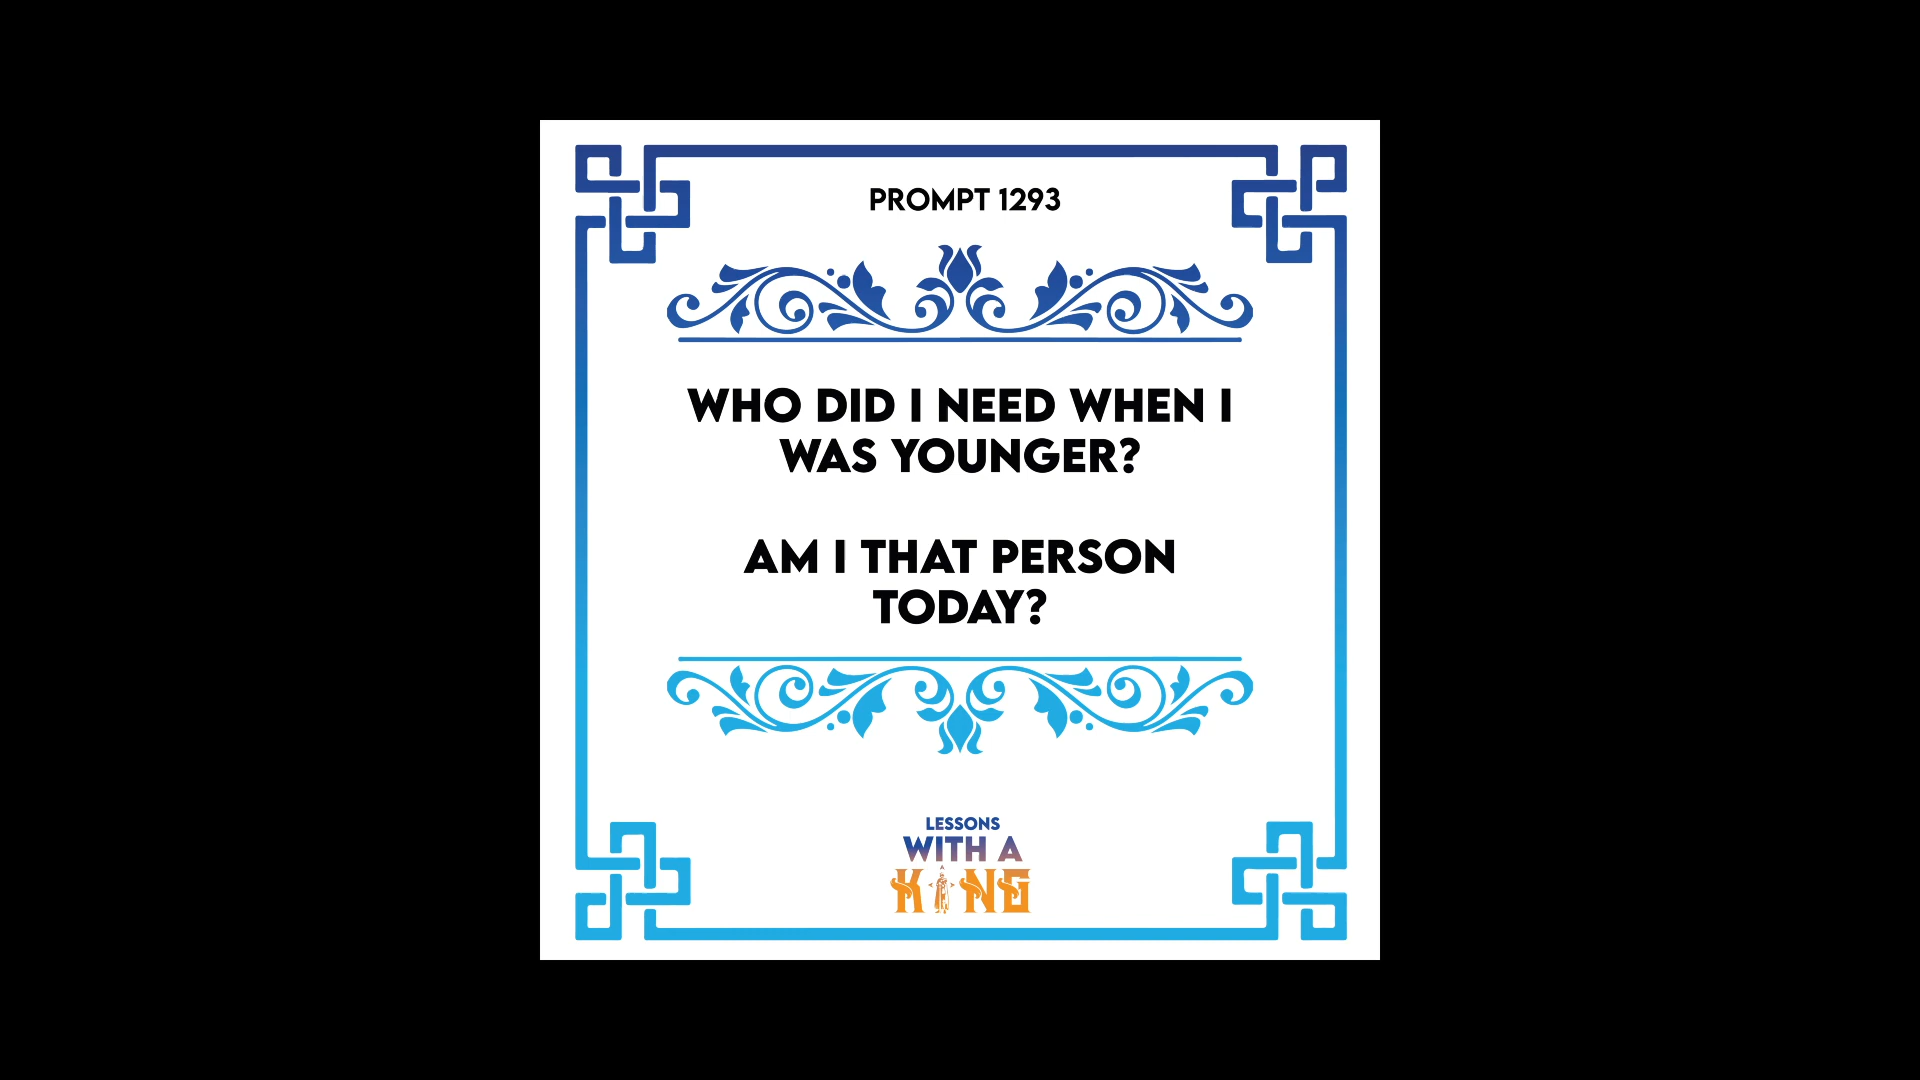 PROMPT 1293
WHO DID I NEED WHEN I
WAS YOUNGER?
AM I THAT PERSON
TODAY?
LESSONS
WITH A
KING